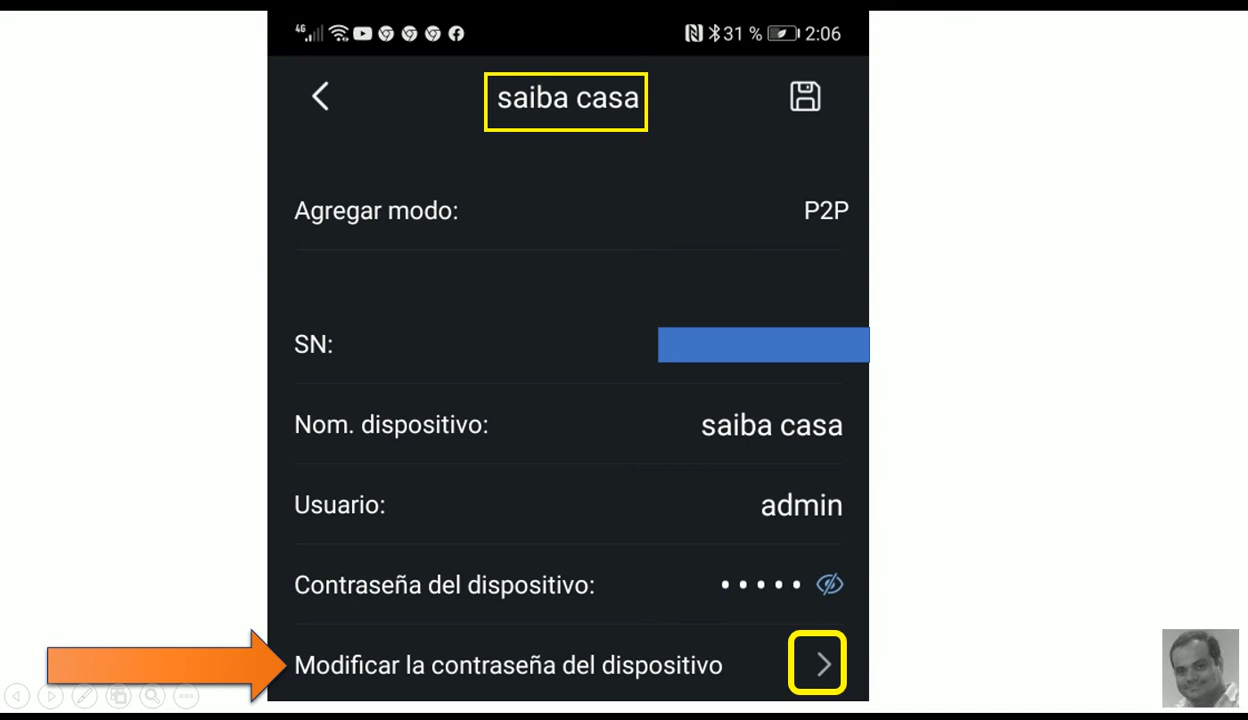 4G 31 % 2:06
saiba casa
Agregar modo: P2P
SN:
Nom. dispositivo: saiba casa
Usuario: admin
Contraseña del dispositivo: •••••
Modificar la contraseña del dispositivo